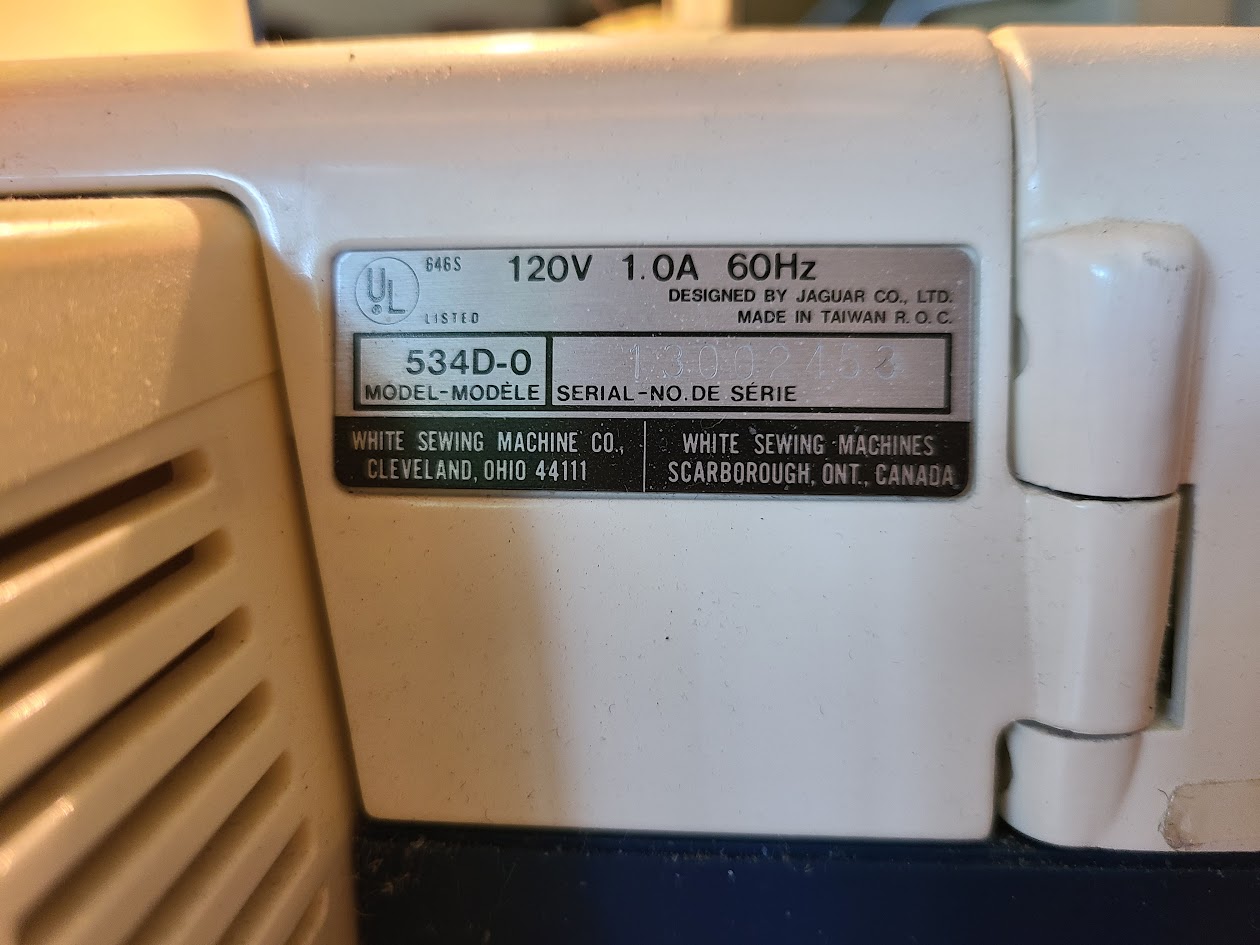 UL 646S 120V 1.0A 60Hz
DESIGNED BY JAGUAR CO., LTD.
LISTED MADE IN TAIWAN R.O.C.
534D-0 13002453
MODEL-MODÈLE SERIAL-NO.DE SÉRIE
WHITE SEWING MACHINE CO.,
CLEVELAND, OHIO 44111
WHITE SEWING MACHINES
SCARBOROUGH, ONT., CANADA